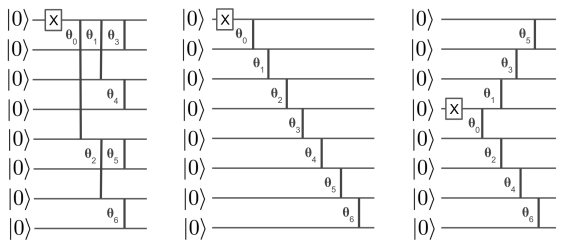 |0⟩ X θ0 θ1 θ3 |0⟩ X θ0 |0⟩ θ5
|0⟩ |0⟩ θ1 |0⟩ θ3
|0⟩ θ4 |0⟩ θ2 |0⟩ θ1
|0⟩ |0⟩ θ3 |0⟩ X θ0
|0⟩ θ2 θ5 |0⟩ θ4 |0⟩ θ2
|0⟩ |0⟩ θ5 |0⟩ θ4
|0⟩ θ6 |0⟩ θ6 |0⟩ θ6
|0⟩ |0⟩ |0⟩